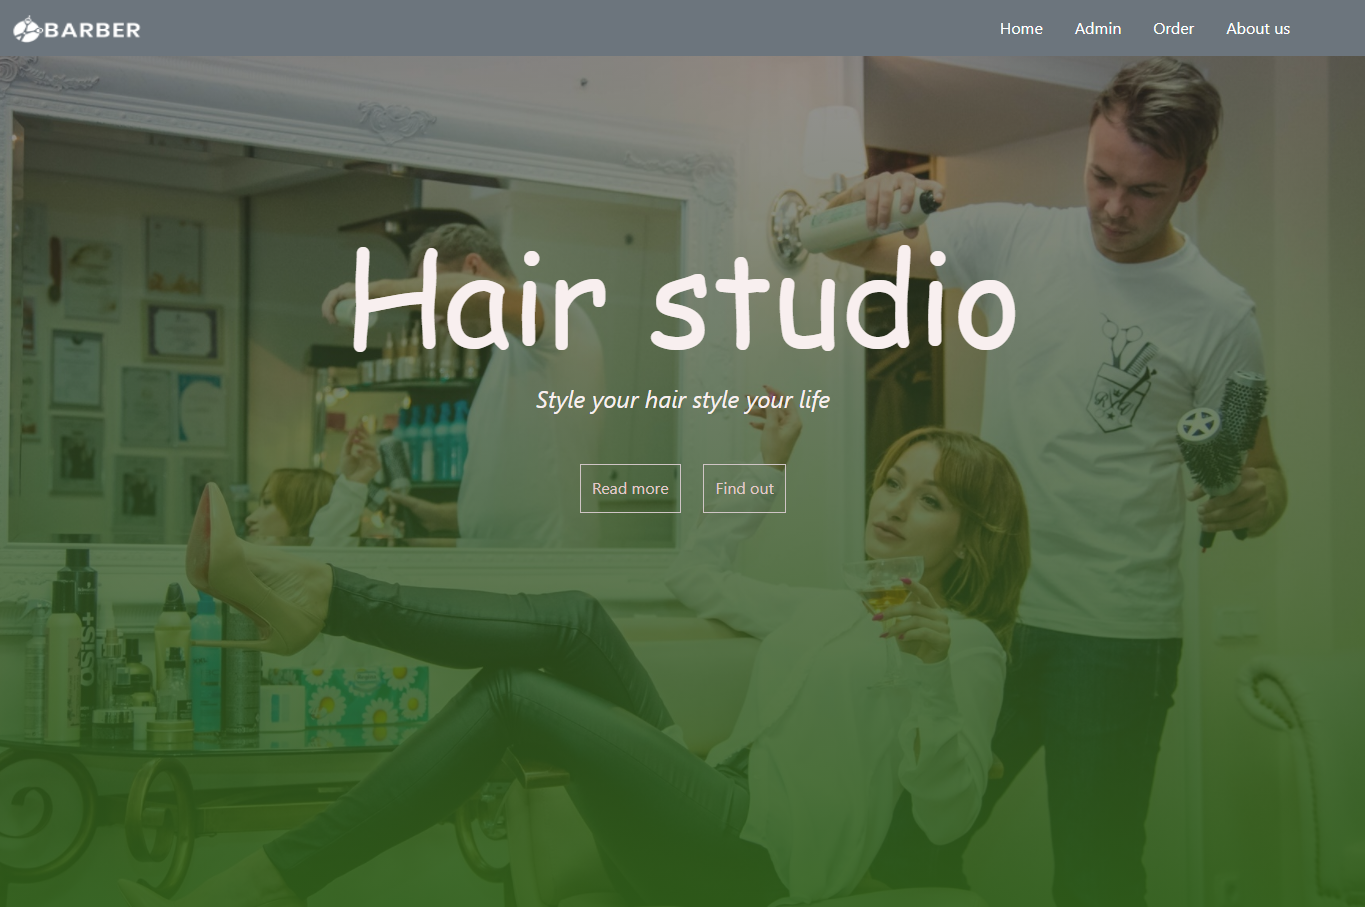 BARBER
Home Admin Order About us
Hair studio
Style your hair style your life
Read more Find out
OSiS+